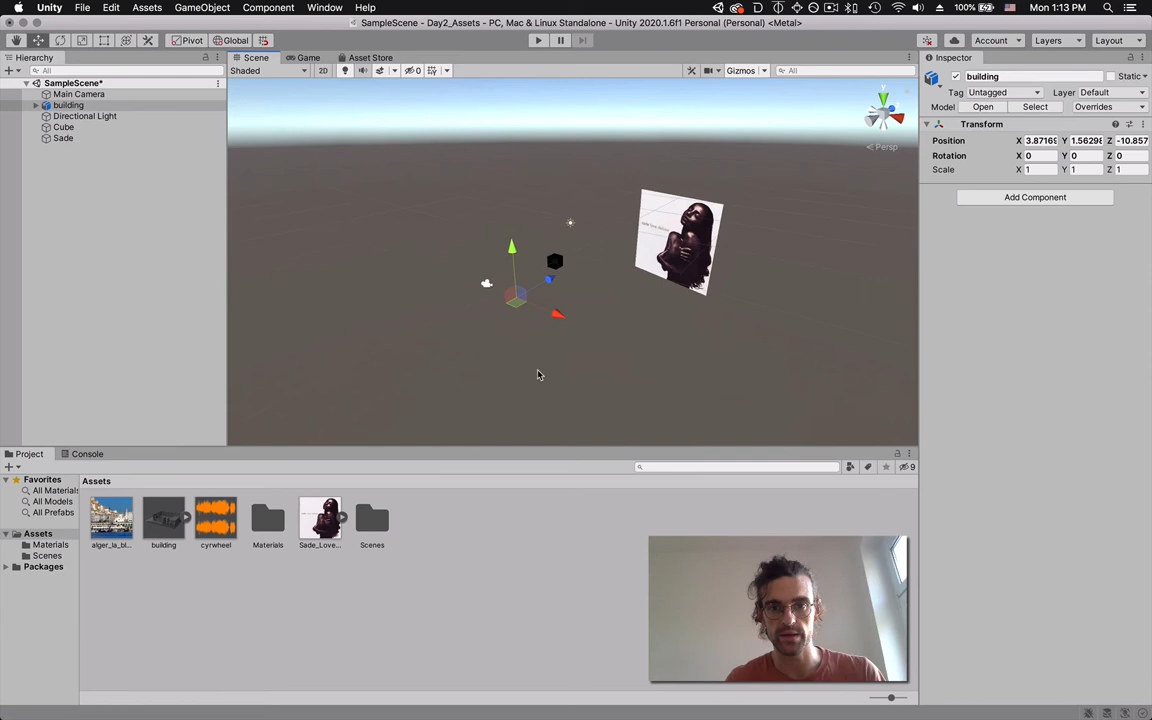 Unity File Edit Assets GameObject Component Window Help 100% Mon 1:13 PM
SampleScene - Day2_Assets - PC, Mac & Linux Standalone - Unity 2020.1.6f1 Personal (Personal) <Metal>
Pivot Global Account Layers Layout
Hierarchy
All
SampleScene*
Main Camera
building
Directional Light
Cube
Sade
Scene Game Asset Store
Shaded 2D 0 Gizmos All
y
Persp
Inspector
building Static
Tag Untagged Layer Default
Model Open Select Overrides
Transform
Position X 3.87169 Y 1.56298 Z -10.857
Rotation X 0 Y 0 Z 0
Scale X 1 Y 1 Z 1
Add Component
Project Console
9
Favorites
All Materials
All Models
All Prefabs
Assets
Materials
Scenes
Packages
Assets
alger_la_bl... building cyrwheel Materials Sade_Love... Scenes